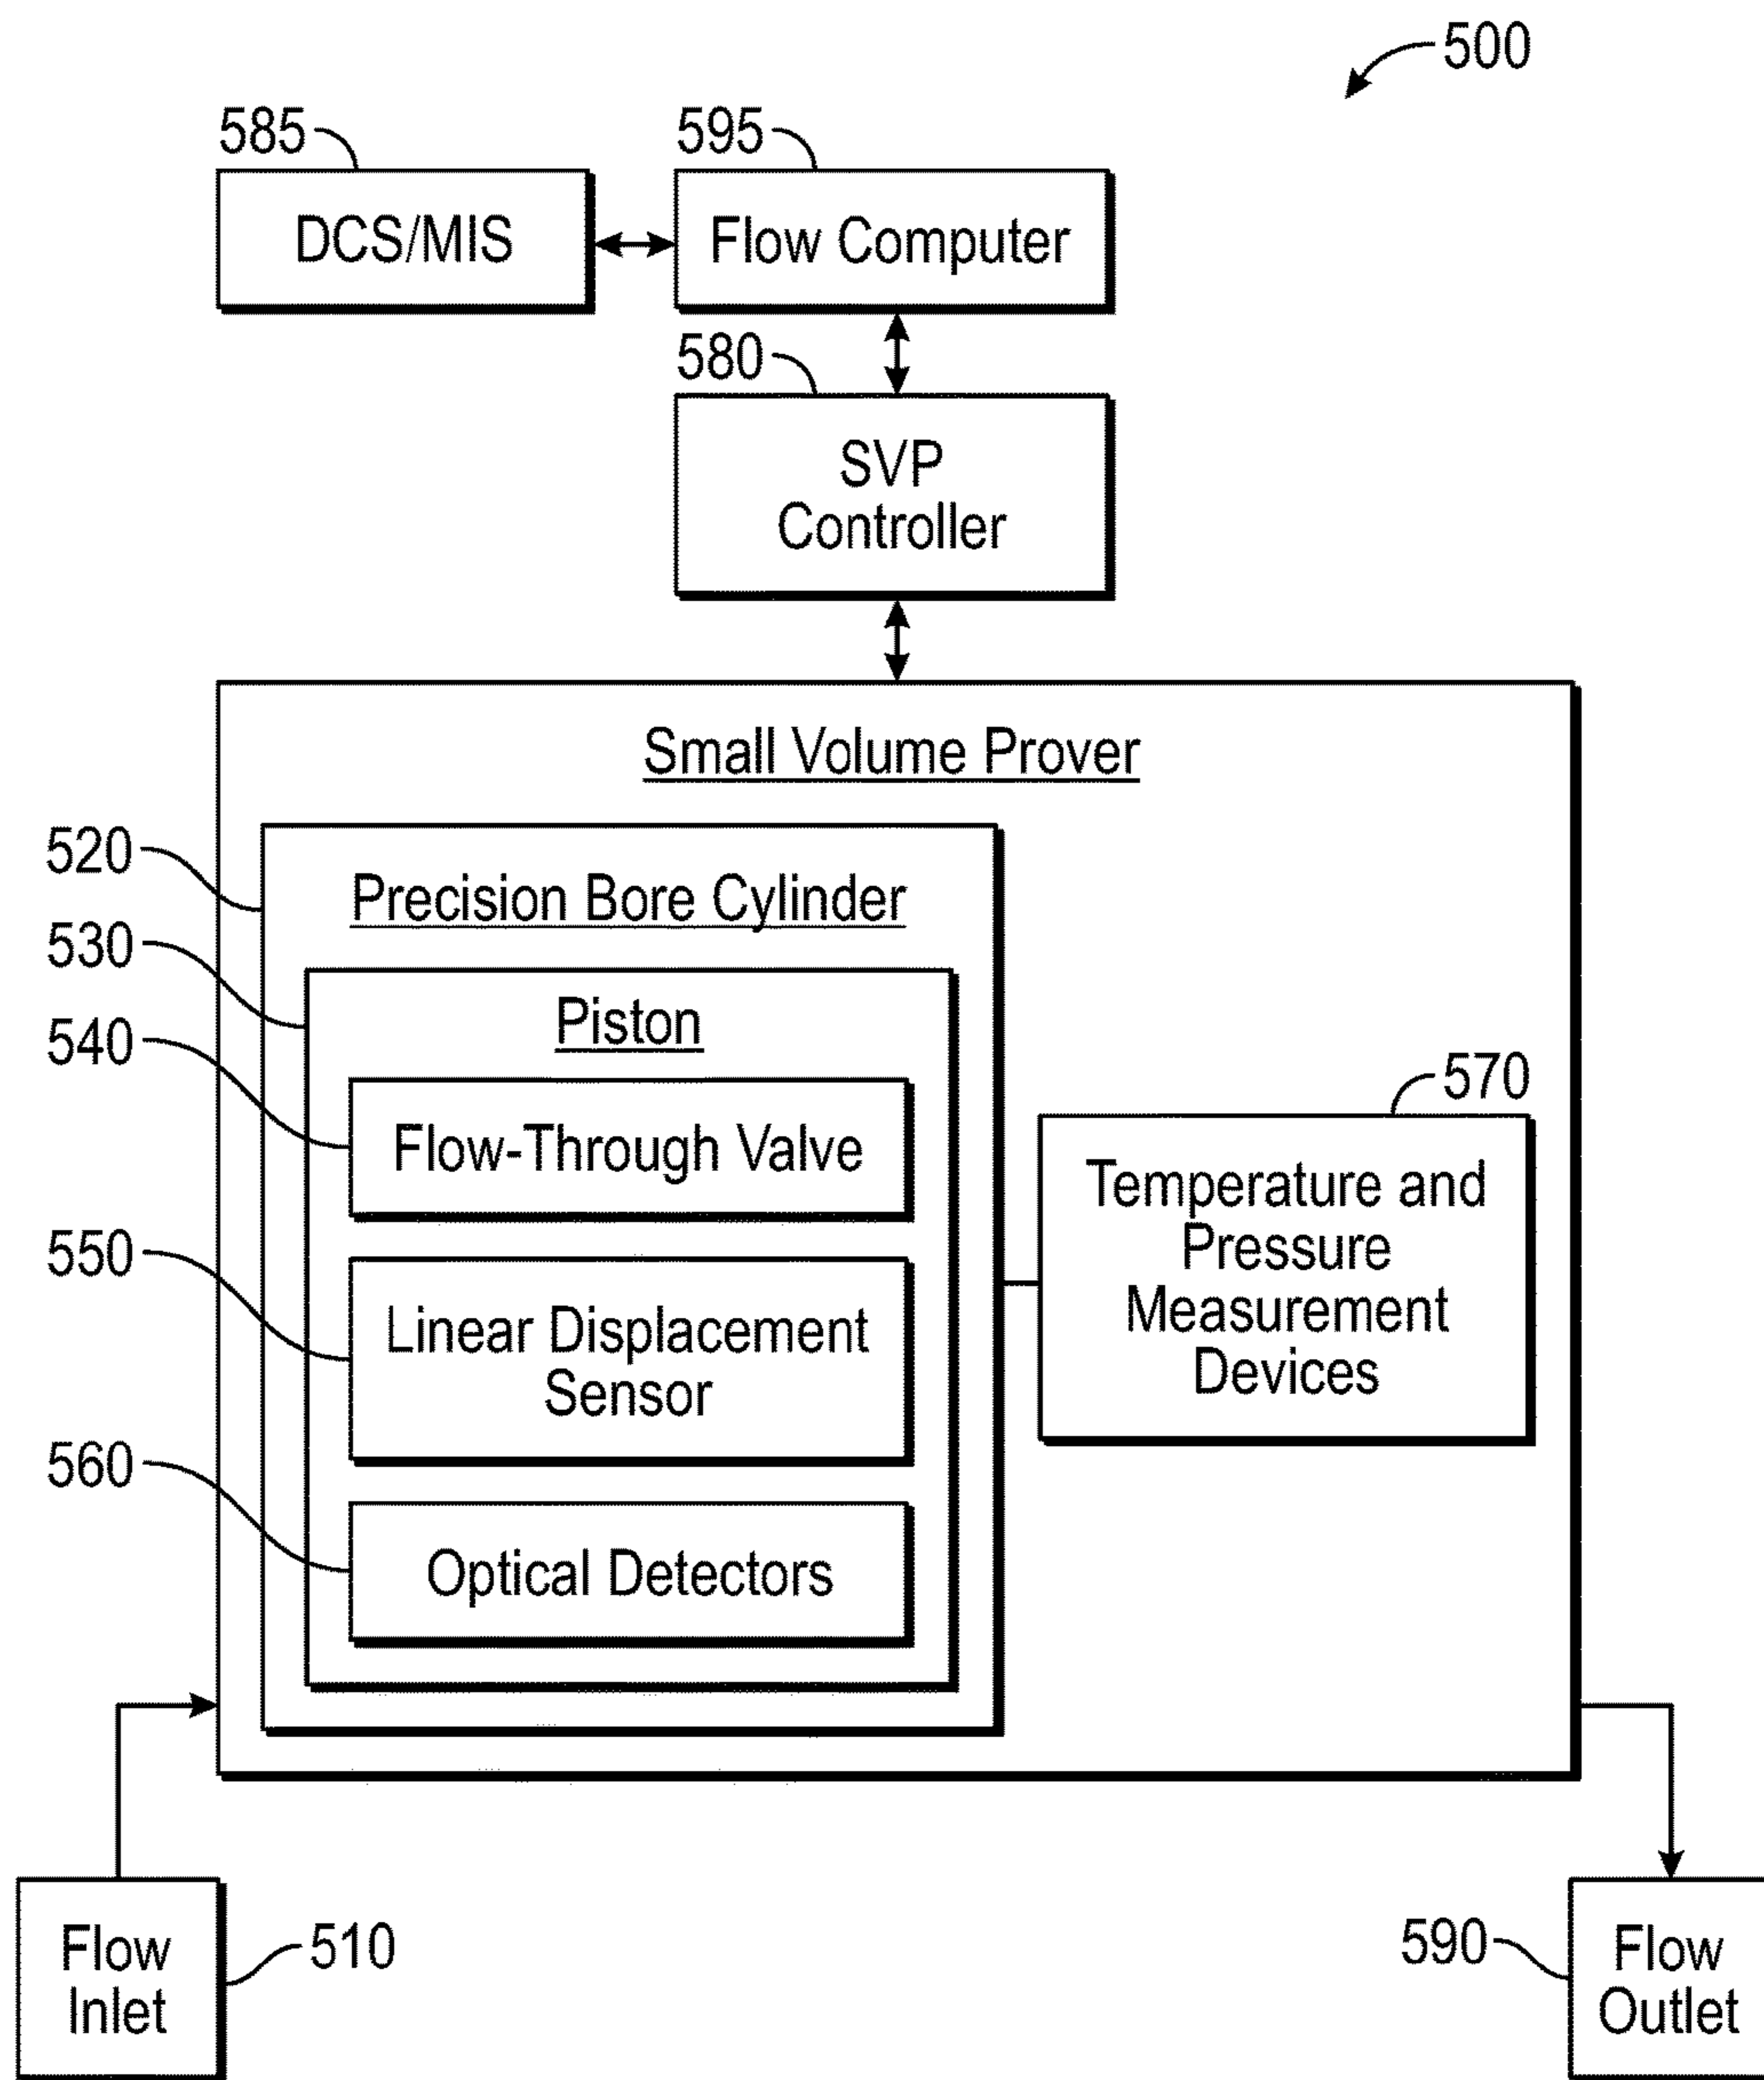 500
585
595
DCS/MIS
Flow Computer
580
SVP
Controller
Small Volume Prover
520
Precision Bore Cylinder
530
Piston
540
Flow-Through Valve
570
Temperature and
Pressure
Measurement
Devices
550
Linear Displacement
Sensor
560
Optical Detectors
Flow
Inlet
510
590
Flow
Outlet